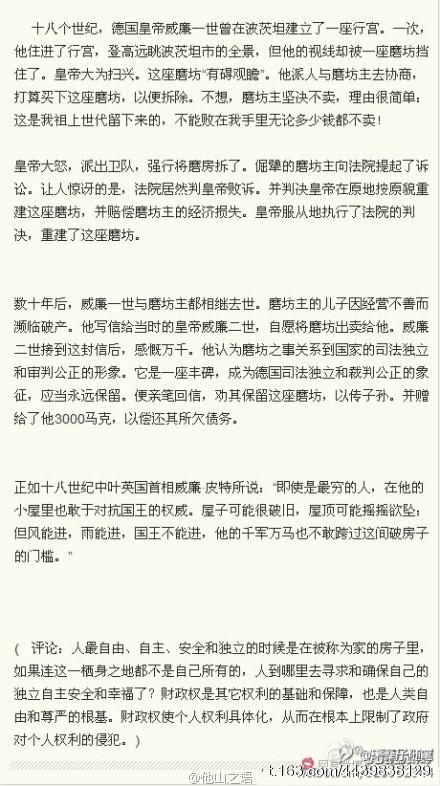 十八个世纪，德国皇帝威廉一世曾在波茨坦建立了一座行宫。一次，
他住进了行宫，登高远眺波茨坦市的全景，但他的视线却被一座磨坊挡
住了。皇帝大为扫兴。这座磨坊“有碍观瞻”。他派人与磨坊主去协商，
打算买下这座磨坊，以便拆除。不想，磨坊主坚决不卖，理由很简单：
这是我祖上世代留下来的，不能败在我手里无论多少钱都不卖！
皇帝大怒，派出卫队，强行将磨房拆了。倔犟的磨坊主向法院提起了诉
讼。让人惊讶的是，法院居然判皇帝败诉。并判决皇帝在原地按原貌重
建这座磨坊，并赔偿磨坊主的经济损失。皇帝服从地执行了法院的判
决，重建了这座磨坊。
数十年后，威廉一世与磨坊主都相继去世。磨坊主的儿子因经营不善而
濒临破产。他写信给当时的皇帝威廉二世，自愿将磨坊出卖给他。威廉
二世接到这封信后，感慨万千。他认为磨坊之事关系到国家的司法独立
和审判公正的形象。它是一座丰碑，成为德国司法独立和裁判公正的象
征，应当永远保留。便亲笔回信，劝其保留这座磨坊，以传子孙。并赠
给了他3000马克，以偿还其所欠债务。
正如十八世纪中叶英国首相威廉·皮特所说：“即使是最穷的人，在他的
小屋里也敢于对抗国王的权威。屋子可能很破旧，屋顶可能摇摇欲坠；
但风能进，雨能进，国王不能进，他的千军万马也不敢跨过这间破房子
的门槛。”
( 评论：人最自由、自主、安全和独立的时候是在被称为家的房子里，
如果连这一栖身之地都不是自己所有的，人到哪里去寻求和确保自己的
独立自主安全和幸福了？财政权是其它权利的基础和保障，也是人类自
由和尊严的根基。财政权使个人权利具体化，从而在根本上限制了政府
对个人权利的侵犯。)
@他山之语
t.163.com/4439838129